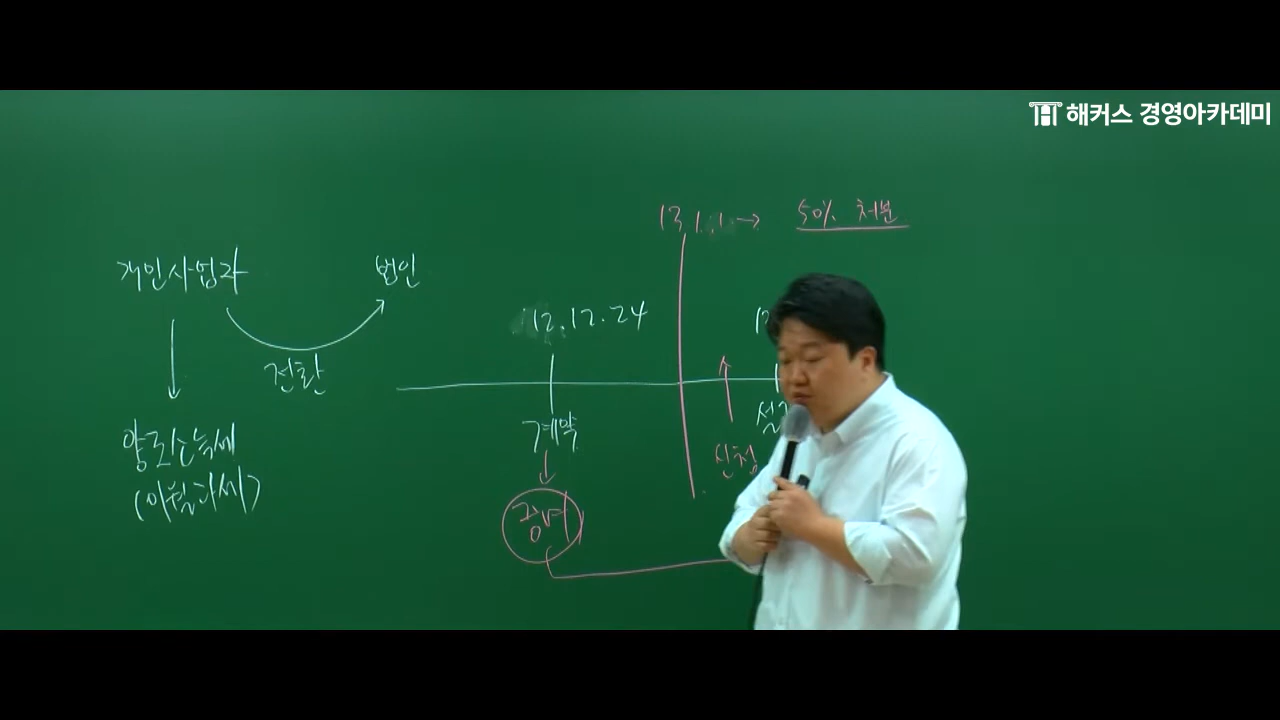 해커스 경영아카데미
13.1.1. → 50% 처분
개인사업자
법인
전환
양도소득세
(이월과세)
12.12.24
계약
증여
신청